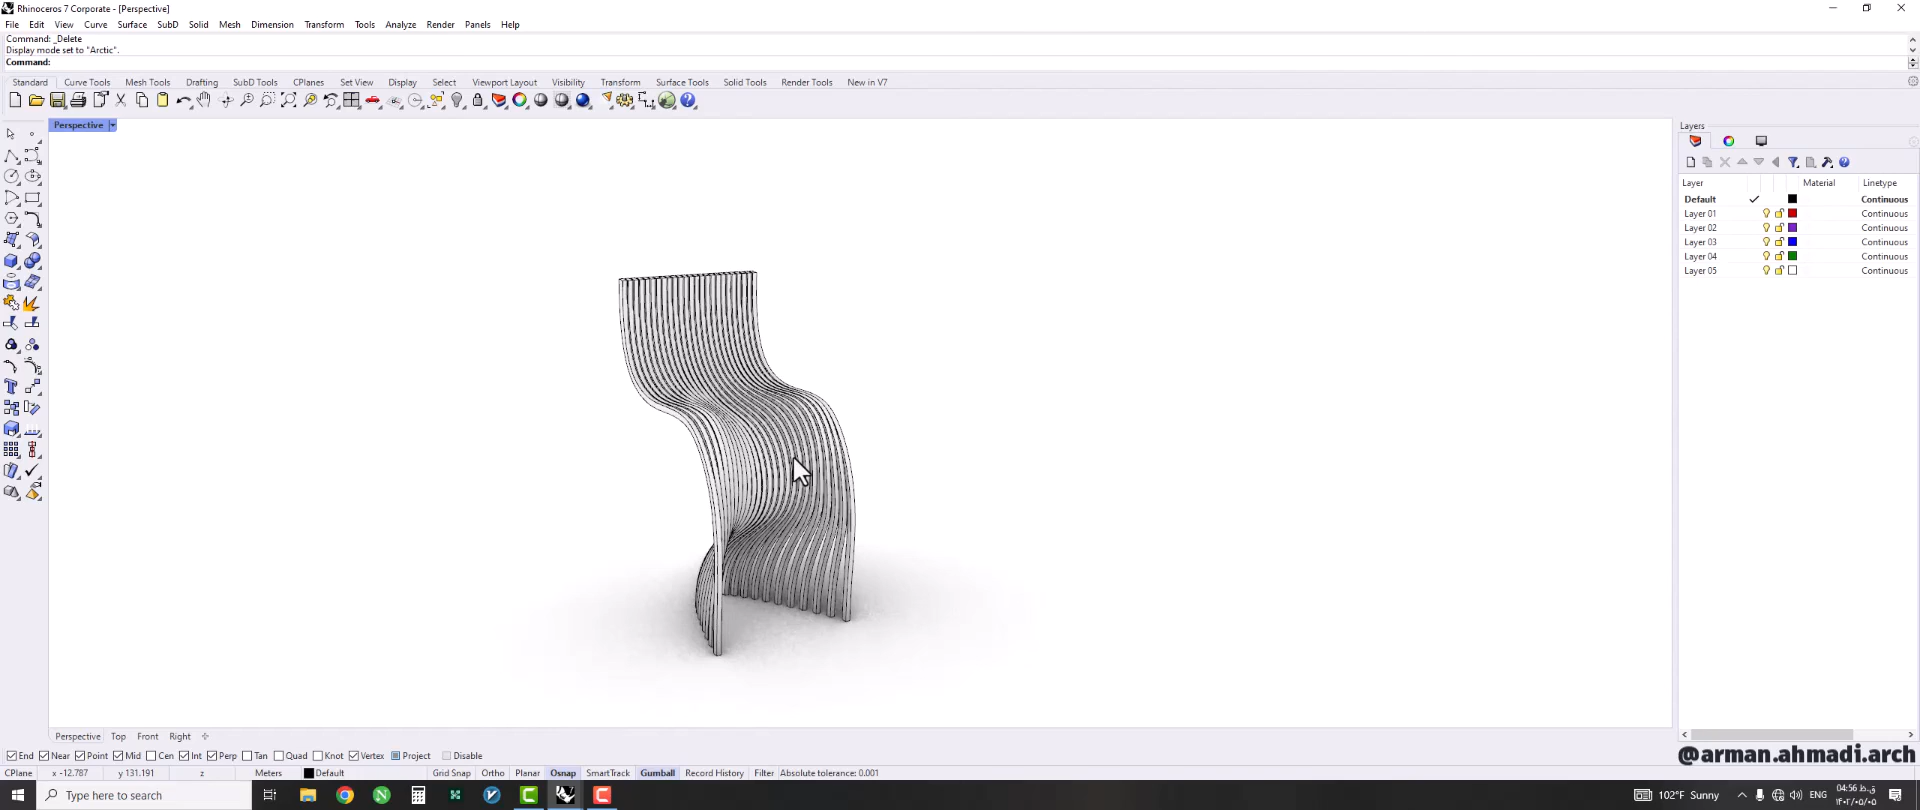 Rhinoceros 7 Corporate - [Perspective]
File Edit View Curve Surface SubD Solid Mesh Dimension Transform Tools Analyze Render Panels Help
Command: _Delete
Display mode set to "Arctic".
Command:
Standard Curve Tools Mesh Tools Drafting SubD Tools CPlanes Set View Display Select Viewport Layout Visibility Transform Surface Tools Solid Tools Render Tools New in V7
Perspective
Layers
Layer Material Linetype
Default Continuous
Layer 01 Continuous
Layer 02 Continuous
Layer 03 Continuous
Layer 04 Continuous
Layer 05 Continuous
Perspective Top Front Right
@arman.ahmadi.arch
End Near Point Mid Cen Int Perp Tan Quad Knot Vertex Project Disable
CPlane x -12.787 y 131.191 z Meters Default Grid Snap Ortho Planar Osnap SmartTrack Gumball Record History Filter Absolute tolerance: 0.001
Type here to search
102°F Sunny ENG
04:56 ق.ظ
۱۴۰۲/۰۵/۰۵